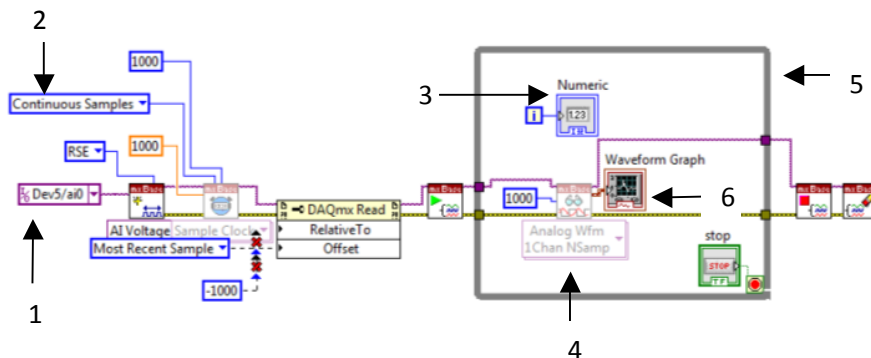 2
1000
Continuous Samples
3
Numeric
123
i
5
1000
RSE
Waveform Graph
Dev5/ai0
DAQmx Read
1000
6
AI Voltage
Sample Clock
RelativeTo
Analog Wfm
1Chan NSamp
stop
Most Recent Sample
Offset
STOP
TF
-1000
1
4